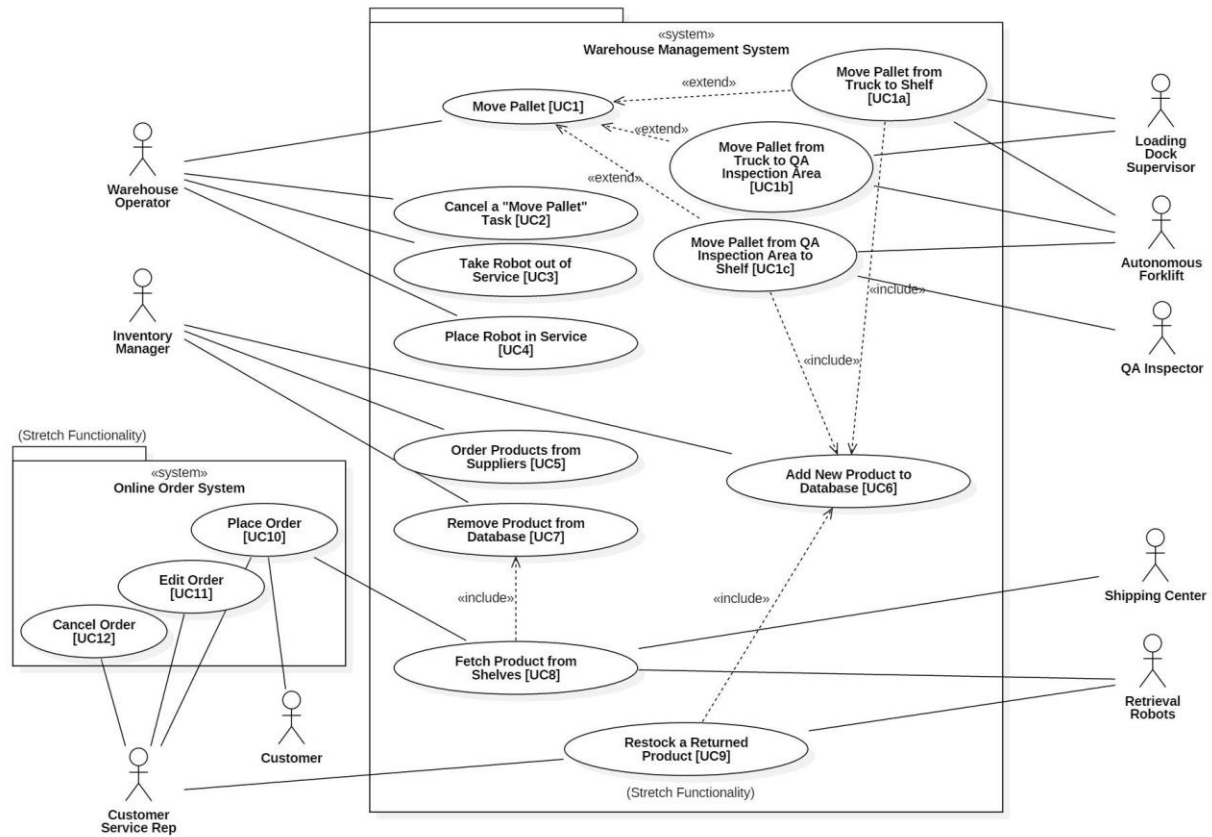 «system»
Warehouse Management System
Move Pallet [UC1]
«extend»
Move Pallet from
Truck to Shelf
[UC1a]
«extend»
Move Pallet from
Truck to QA
Inspection Area
[UC1b]
Loading
Dock
Supervisor
Warehouse
Operator
«extend»
Cancel a "Move Pallet"
Task [UC2]
Move Pallet from QA
Inspection Area to
Shelf [UC1c]
Autonomous
Forklift
Take Robot out of
Service [UC3]
«include»
Inventory
Manager
Place Robot in Service
[UC4]
«include»
QA Inspector
(Stretch Functionality)
«system»
Online Order System
Order Products from
Suppliers [UC5]
Add New Product to
Database [UC6]
Place Order
[UC10]
Remove Product from
Database [UC7]
Edit Order
[UC11]
«include»
«include»
Shipping Center
Cancel Order
[UC12]
Fetch Product from
Shelves [UC8]
Retrieval
Robots
Customer
Restock a Returned
Product [UC9]
(Stretch Functionality)
Customer
Service Rep